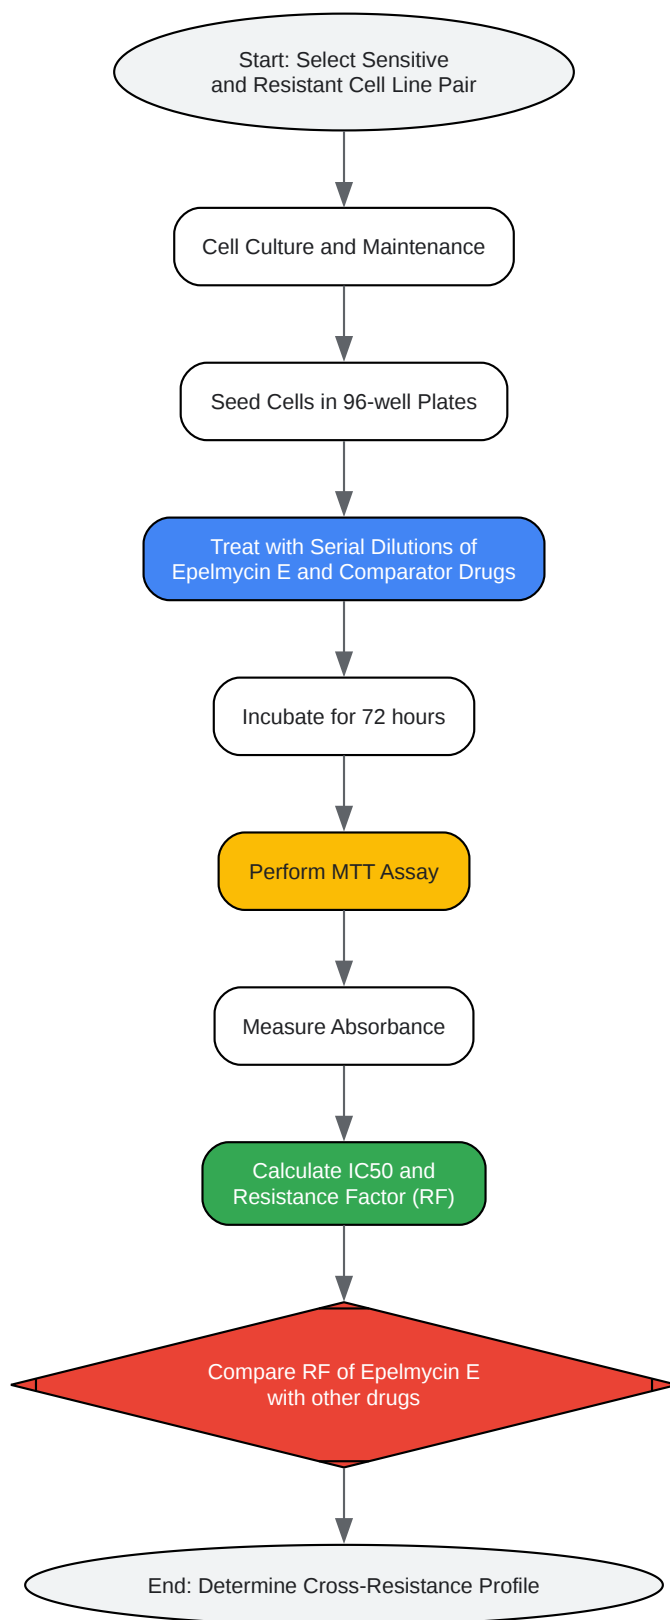 Start: Select Sensitive
and Resistant Cell Line Pair
Cell Culture and Maintenance
Seed Cells in 96-well Plates
Treat with Serial Dilutions of
Epelmycin E and Comparator Drugs
Incubate for 72 hours
Perform MTT Assay
Measure Absorbance
Calculate IC50 and
Resistance Factor (RF)
Compare RF of Epelmycin E
with other drugs
End: Determine Cross-Resistance Profile